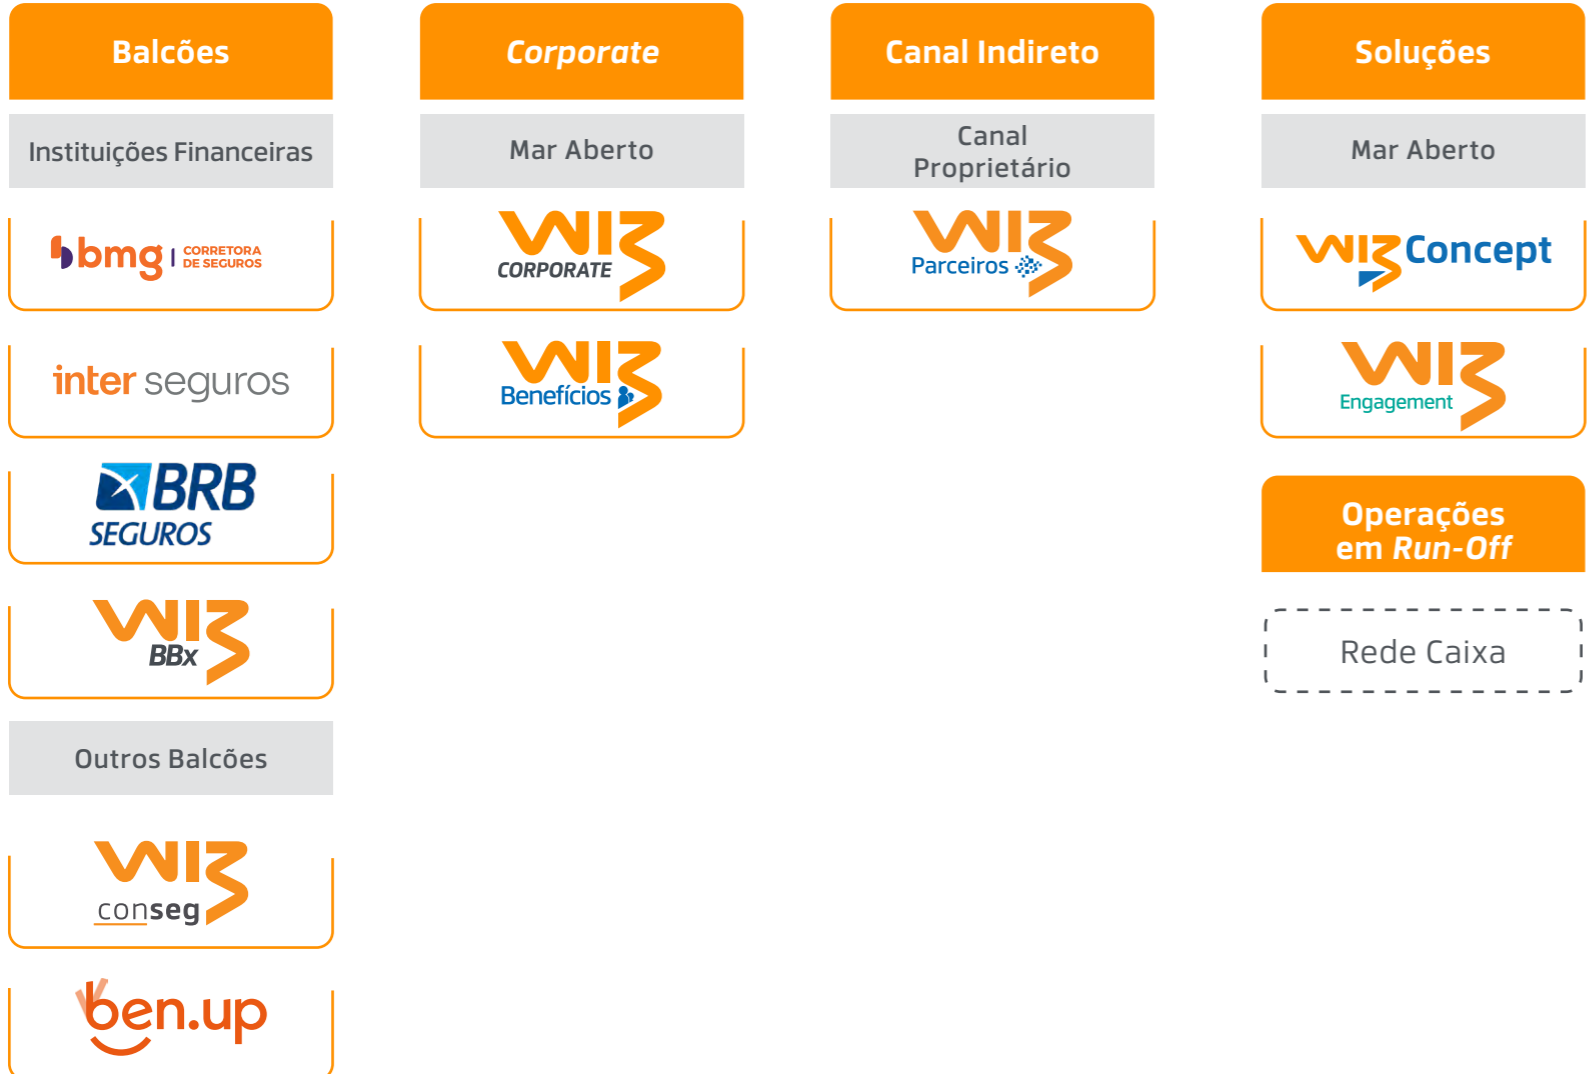 Balcões
Instituições Financeiras
bmg CORRETORA
DE SEGUROS
inter seguros
BRB
SEGUROS
WIZ
BBx
Outros Balcões
WIZ
conseg
ben.up
Corporate
Mar Aberto
WIZ
CORPORATE
WIZ
Benefícios
Canal Indireto
Canal
Proprietário
WIZ
Parceiros
Soluções
Mar Aberto
WIZ Concept
WIZ
Engagement
Operações
em Run-Off
Rede Caixa